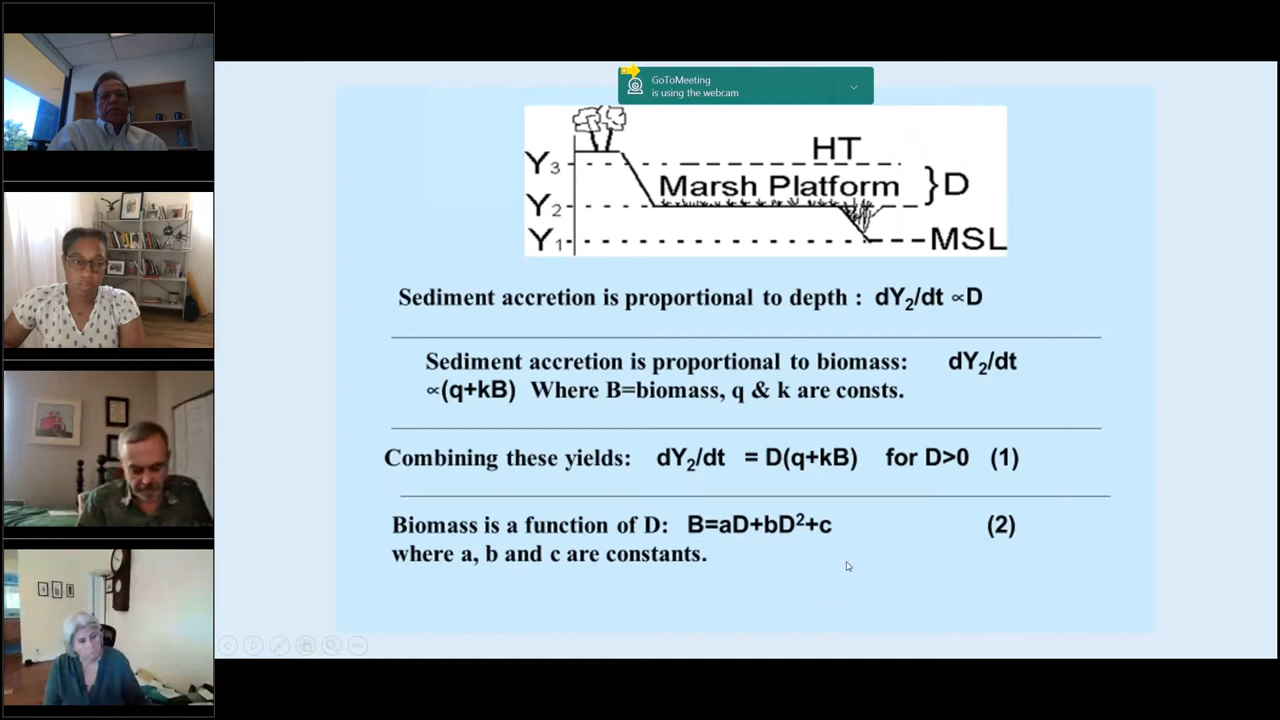 GoToMeeting
is using the webcam
HT
Y3
Marsh Platform } D
Y2
Y1
MSL
Sediment accretion is proportional to depth : dY2/dt ∝D
Sediment accretion is proportional to biomass: dY2/dt
∝(q+kB) Where B=biomass, q & k are consts.
Combining these yields: dY2/dt = D(q+kB) for D>0 (1)
Biomass is a function of D: B=aD+bD²+c (2)
where a, b and c are constants.